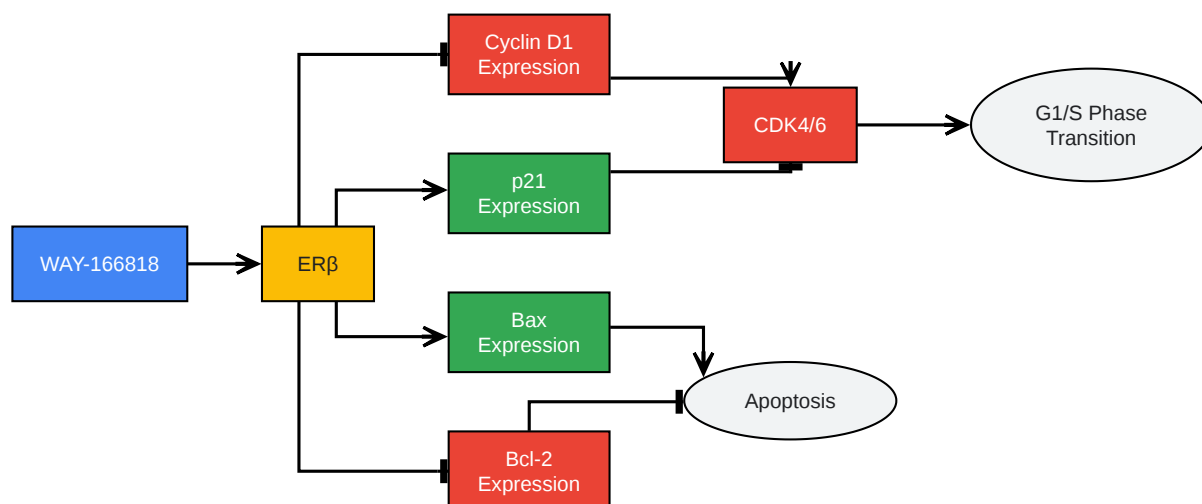 Cyclin D1
Expression
CDK4/6
G1/S Phase
Transition
p21
Expression
WAY-166818
ERβ
Bax
Expression
Apoptosis
Bcl-2
Expression